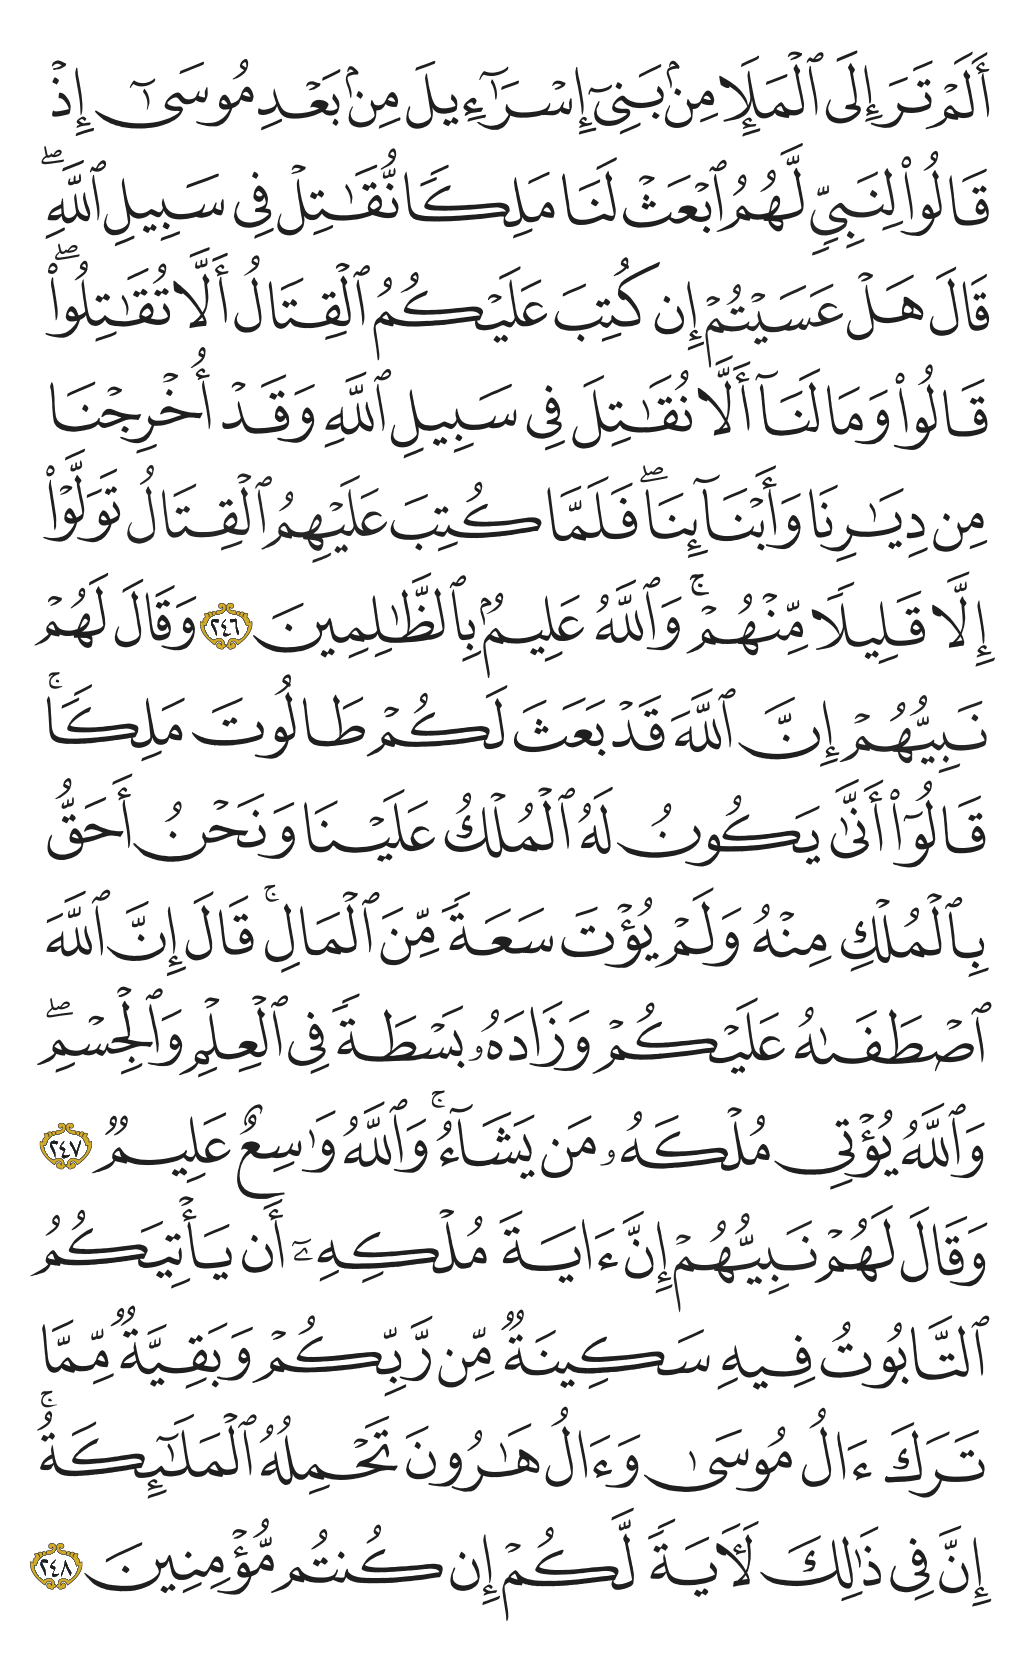 أَلَمْ تَرَ إِلَى ٱلْمَلَإِ مِنۢ بَنِىٓ إِسْرَٰٓءِيلَ مِنۢ بَعْدِ مُوسَىٰٓ إِذْ
قَالُوا۟ لِنَبِىٍّ لَّهُمُ ٱبْعَثْ لَنَا مَلِكًا نُّقَٰتِلْ فِى سَبِيلِ ٱللَّهِ ۖ
قَالَ هَلْ عَسَيْتُمْ إِن كُتِبَ عَلَيْكُمُ ٱلْقِتَالُ أَلَّا تُقَٰتِلُوا۟ ۖ
قَالُوا۟ وَمَا لَنَآ أَلَّا نُقَٰتِلَ فِى سَبِيلِ ٱللَّهِ وَقَدْ أُخْرِجْنَا
مِن دِيَٰرِنَا وَأَبْنَآئِنَا ۖ فَلَمَّا كُتِبَ عَلَيْهِمُ ٱلْقِتَالُ تَوَلَّوْا۟
إِلَّا قَلِيلًا مِّنْهُمْ ۗ وَٱللَّهُ عَلِيمٌۢ بِٱلظَّٰلِمِينَ ٢٤٦ وَقَالَ لَهُمْ
نَبِيُّهُمْ إِنَّ ٱللَّهَ قَدْ بَعَثَ لَكُمْ طَالُوتَ مَلِكًا ۚ
قَالُوٓا۟ أَنَّىٰ يَكُونُ لَهُ ٱلْمُلْكُ عَلَيْنَا وَنَحْنُ أَحَقُّ
بِٱلْمُلْكِ مِنْهُ وَلَمْ يُؤْتَ سَعَةً مِّنَ ٱلْمَالِ ۚ قَالَ إِنَّ ٱللَّهَ
ٱصْطَفَىٰهُ عَلَيْكُمْ وَزَادَهُۥ بَسْطَةً فِى ٱلْعِلْمِ وَٱلْجِسْمِ ۖ
وَٱللَّهُ يُؤْتِى مُلْكَهُۥ مَن يَشَآءُ ۚ وَٱللَّهُ وَٰسِعٌ عَلِيمٌ ٢٤٧
وَقَالَ لَهُمْ نَبِيُّهُمْ إِنَّ ءَايَةَ مُلْكِهِۦٓ أَن يَأْتِيَكُمُ
ٱلتَّابُوتُ فِيهِ سَكِينَةٌ مِّن رَّبِّكُمْ وَبَقِيَّةٌ مِّمَّا
تَرَكَ ءَالُ مُوسَىٰ وَءَالُ هَٰرُونَ تَحْمِلُهُ ٱلْمَلَٰٓئِكَةُ ۚ
إِنَّ فِى ذَٰلِكَ لَءَايَةً لَّكُمْ إِن كُنتُم مُّؤْمِنِينَ ٢٤٨